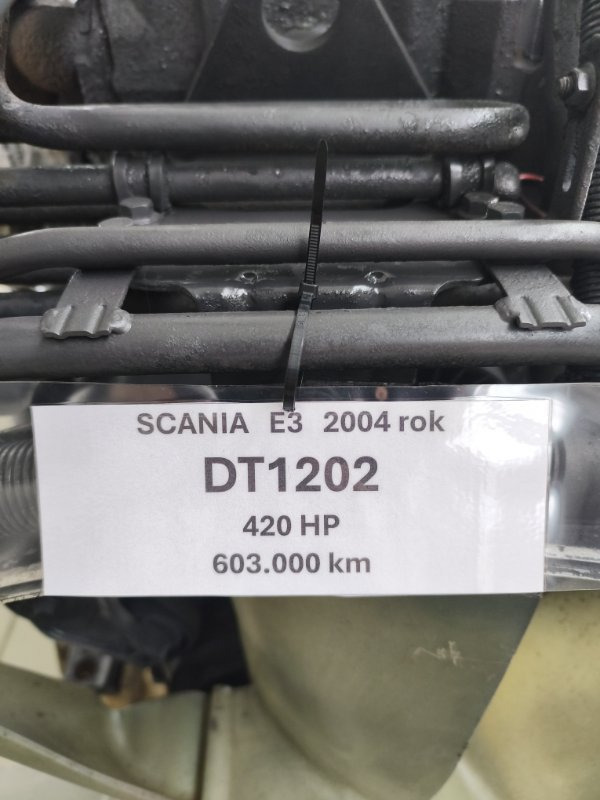 SCANIA E3 2004 rok
DT1202
420 HP
603.000 km